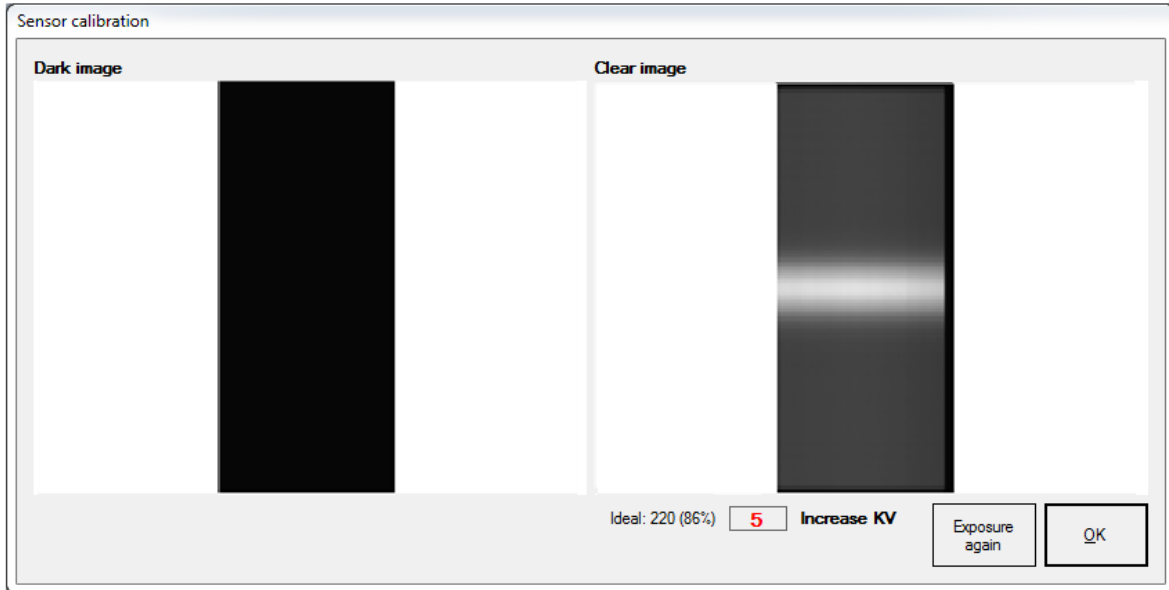 Sensor calibration
Dark image
Clear image
Ideal: 220 (86%)
5
Increase KV
Exposure
again
OK